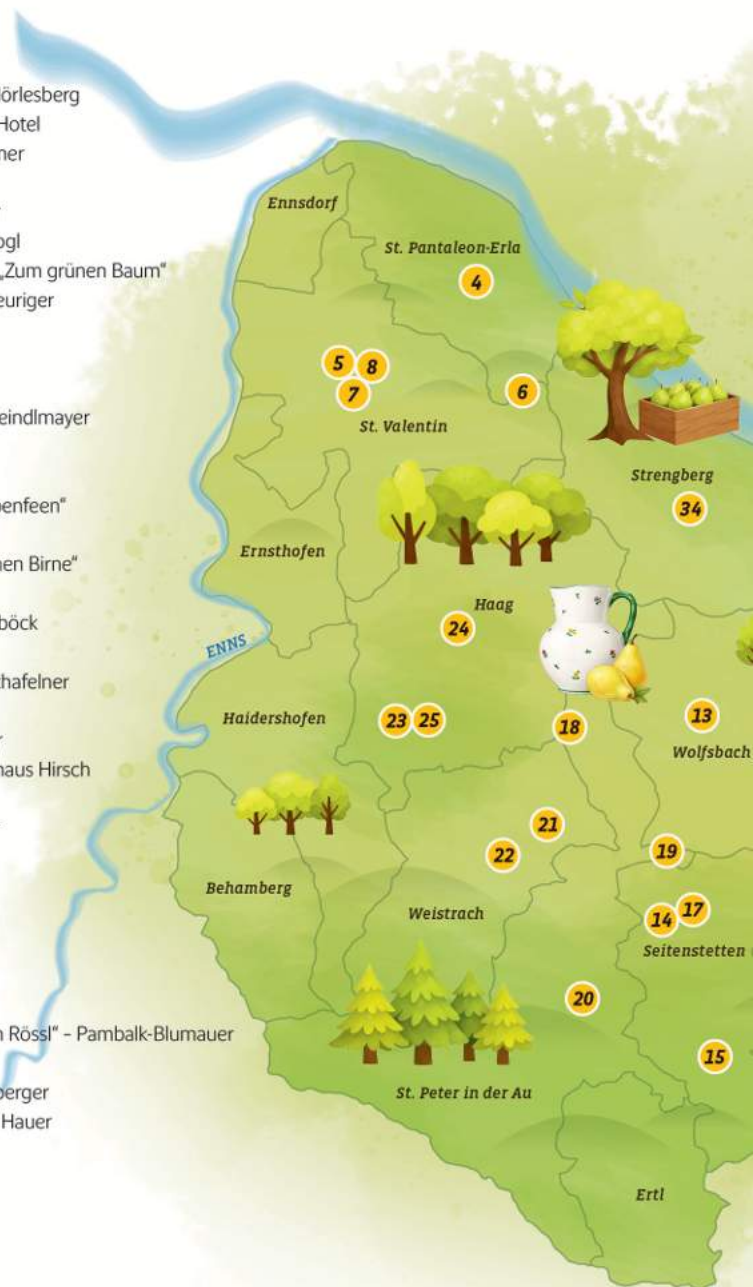 örlesberg
Hotel
ner
ogl
„Zum grünen Baum“
euriger
eindlmayer
enfeen“
nen Birne“
böck
hafelner
haus Hirsch
n Rössl“ – Pambalk-Blumauer
berger
Hauer
Ennsdorf
St. Pantaleon-Erla
4
5
8
7
6
St. Valentin
Strengberg
34
Ernsthofen
Haag
24
ENNS
Haidershofen
23
25
18
13
Wolfsbach
21
22
19
Behamberg
Weistrach
14
17
Seitenstetten
20
15
St. Peter in der Au
Ertl